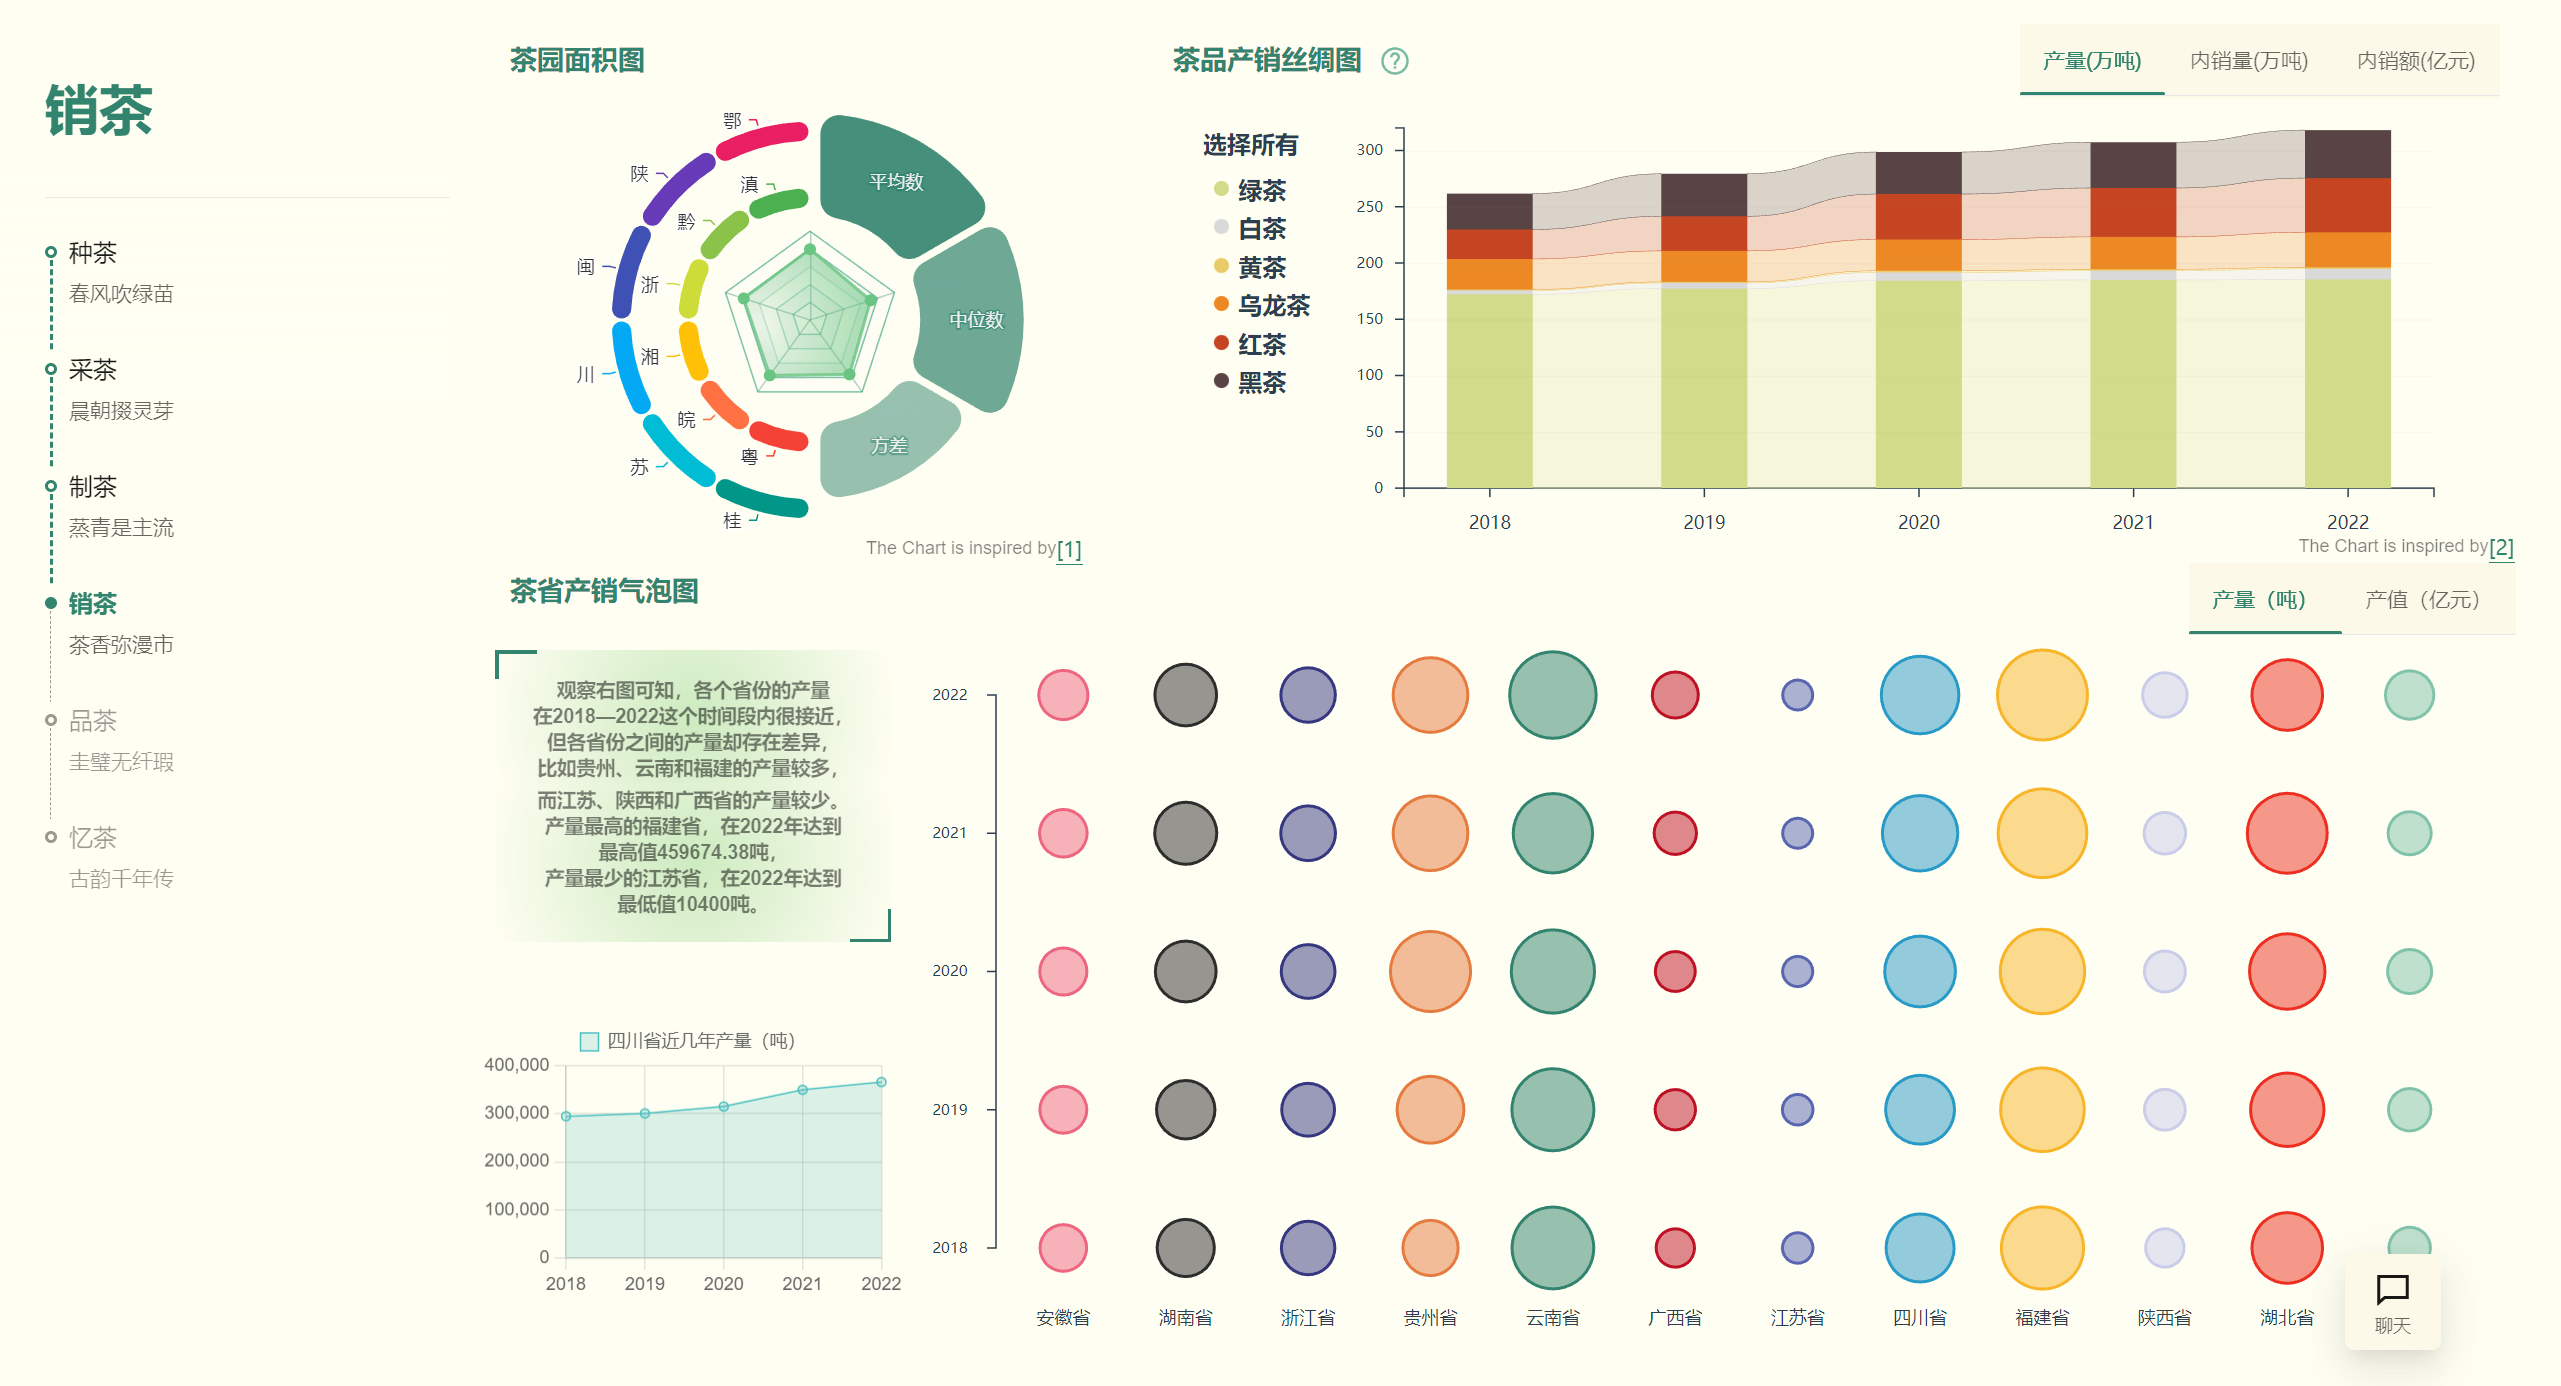 销茶
种茶
春风吹绿苗
采茶
晨朝掇灵芽
制茶
蒸青是主流
销茶
茶香弥漫市
品茶
圭璧无纤瑕
忆茶
古韵千年传
茶园面积图
鄂
陕
滇
黔
闽
浙
川
湘
苏
皖
粤
桂
平均数
中位数
方差
The Chart is inspired by[1]
茶品产销丝绸图 ?
产量(万吨) 内销量(万吨) 内销额(亿元)
选择所有
绿茶
白茶
黄茶
乌龙茶
红茶
黑茶
300
250
200
150
100
50
0
2018 2019 2020 2021 2022
The Chart is inspired by[2]
茶省产销气泡图
产量（吨） 产值（亿元）
观察右图可知，各个省份的产量
在2018—2022这个时间段内很接近，
但各省份之间的产量却存在差异，
比如贵州、云南和福建的产量较多，
而江苏、陕西和广西省的产量较少。
产量最高的福建省，在2022年达到
最高值459674.38吨，
产量最少的江苏省，在2022年达到
最低值10400吨。
四川省近几年产量（吨）
400,000
300,000
200,000
100,000
0
2018 2019 2020 2021 2022
2022
2021
2020
2019
2018
安徽省 湖南省 浙江省 贵州省 云南省 广西省 江苏省 四川省 福建省 陕西省 湖北省
聊天